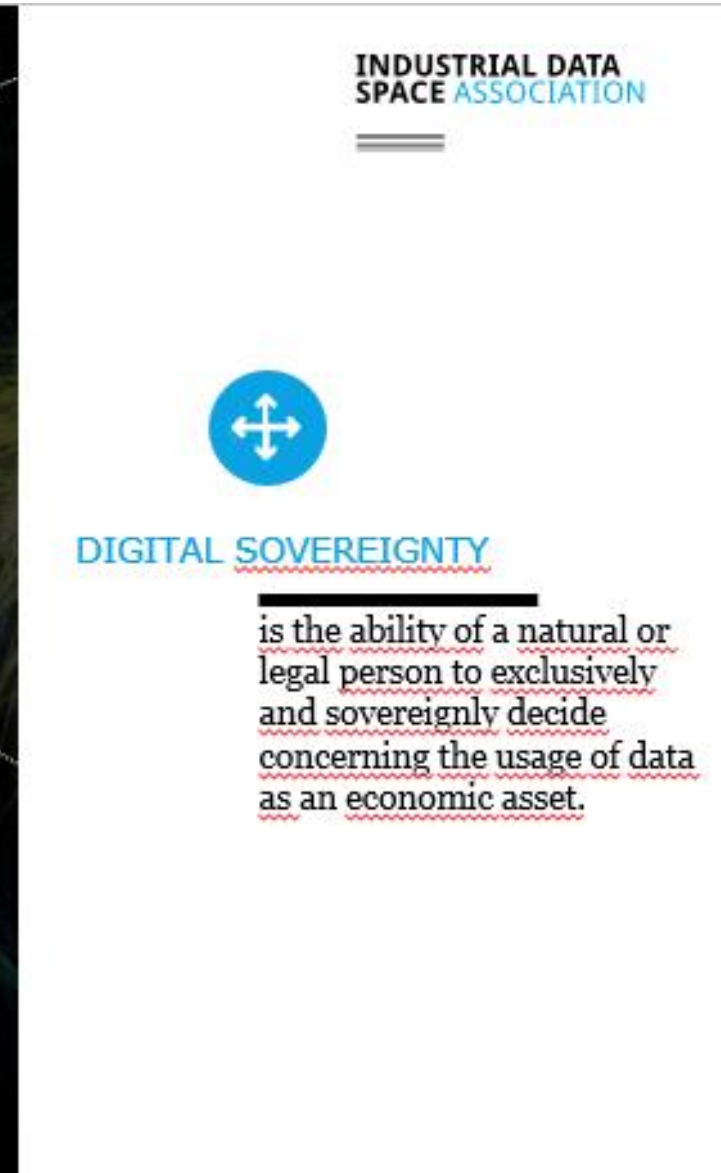 INDUSTRIAL DATA
SPACE ASSOCIATION
DIGITAL SOVEREIGNTY
is the ability of a natural or
legal person to exclusively
and sovereignly decide
concerning the usage of data
as an economic asset.